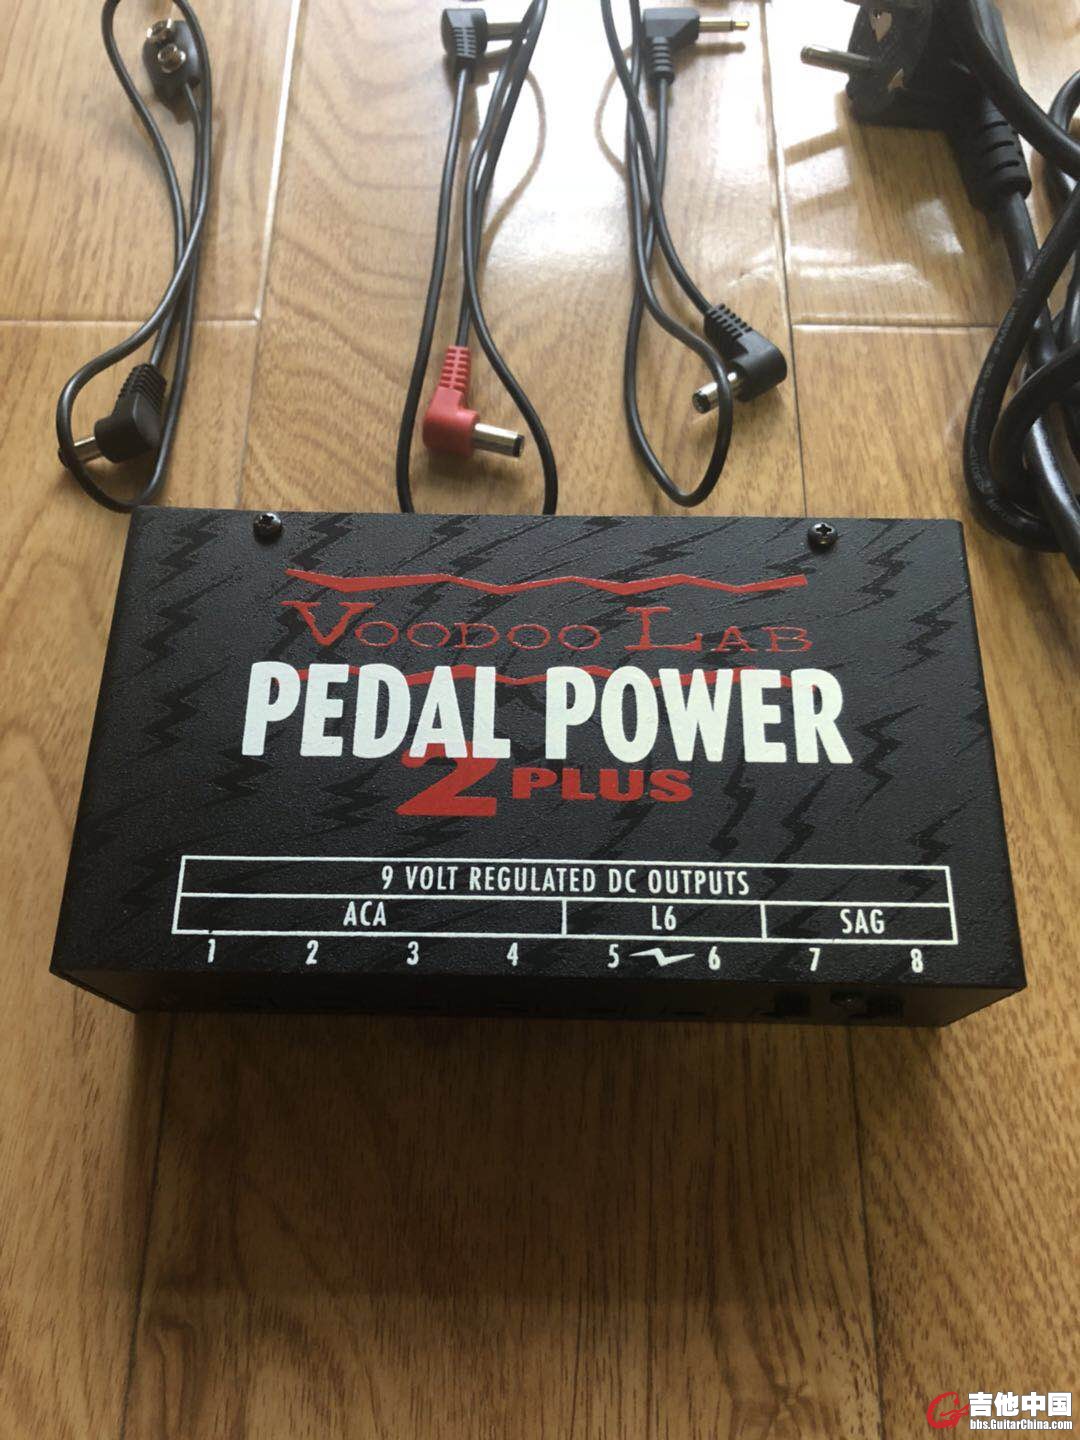 VOODOO LAB
PEDAL POWER
2 PLUS
9 VOLT REGULATED DC OUTPUTS
ACA L6 SAG
1 2 3 4 5 6 7 8
吉他中国
bbs.GuitarChina.com